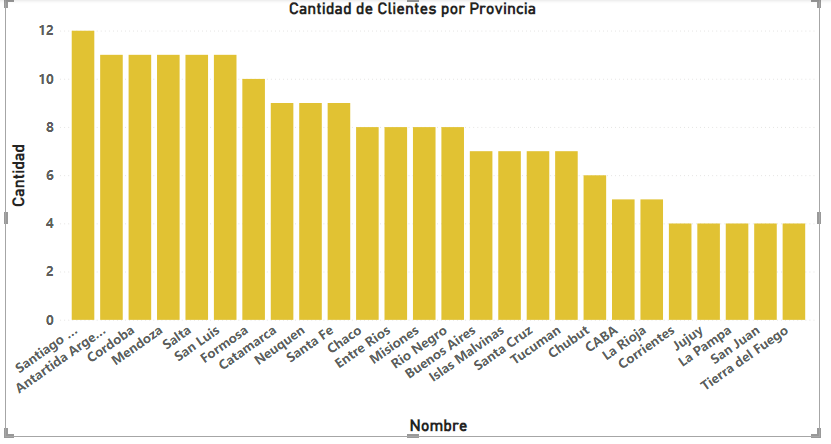 Cantidad de Clientes por Provincia
Cantidad
12
10
8
6
4
2
0
Santiago ...
Antartida Arge...
Cordoba
Mendoza
Salta
San Luis
Formosa
Catamarca
Neuquen
Santa Fe
Chaco
Entre Rios
Misiones
Rio Negro
Buenos Aires
Islas Malvinas
Santa Cruz
Tucuman
Chubut
CABA
La Rioja
Corrientes
Jujuy
La Pampa
San Juan
Tierra del Fuego
Nombre